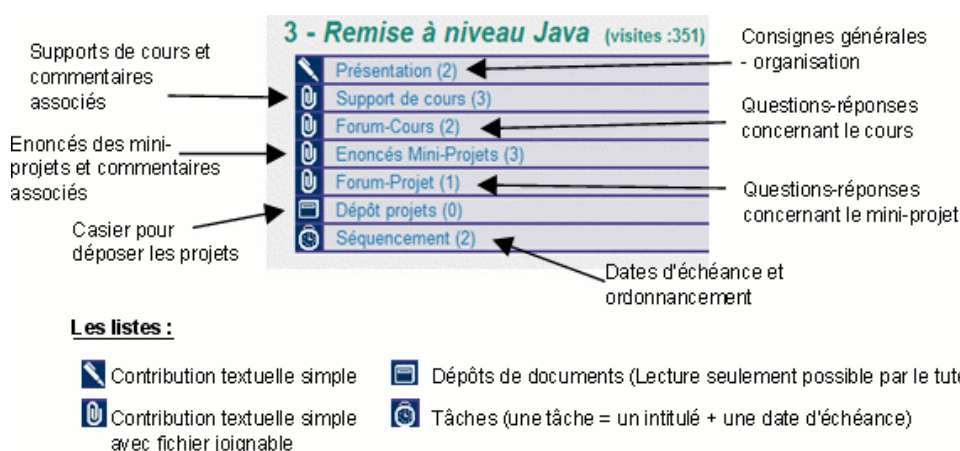 3 - Remise à niveau Java (visites :351)
Supports de cours et
commentaires
associés
Enoncés des mini-
projets et commentaires
associés
Casier pour
déposer les projets
Présentation (2)
Support de cours (3)
Forum-Cours (2)
Enoncés Mini-Projets (3)
Forum-Projet (1)
Dépôt projets (0)
Séquencement (2)
Consignes générales
- organisation
Questions-réponses
concernant le cours
Questions-réponses
concernant le mini-projet
Dates d'échéance et
ordonnancement
Les listes :
Contribution textuelle simple
Contribution textuelle simple
avec fichier joignable
Dépôts de documents (Lecture seulement possible par le tute
Tâches (une tâche = un intitulé + une date d'échéance)